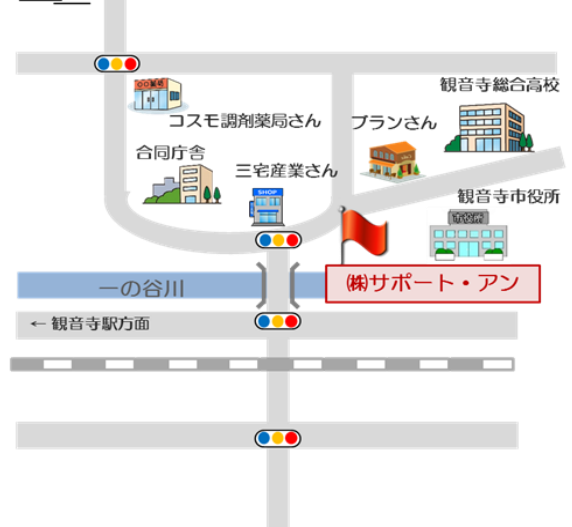 観音寺総合高校
コスモ調剤薬局さん
プランさん
合同庁舎
三宅産業さん
SHOP
観音寺市役所
市役所
㈱サポート・アン
一の谷川
← 観音寺駅方面